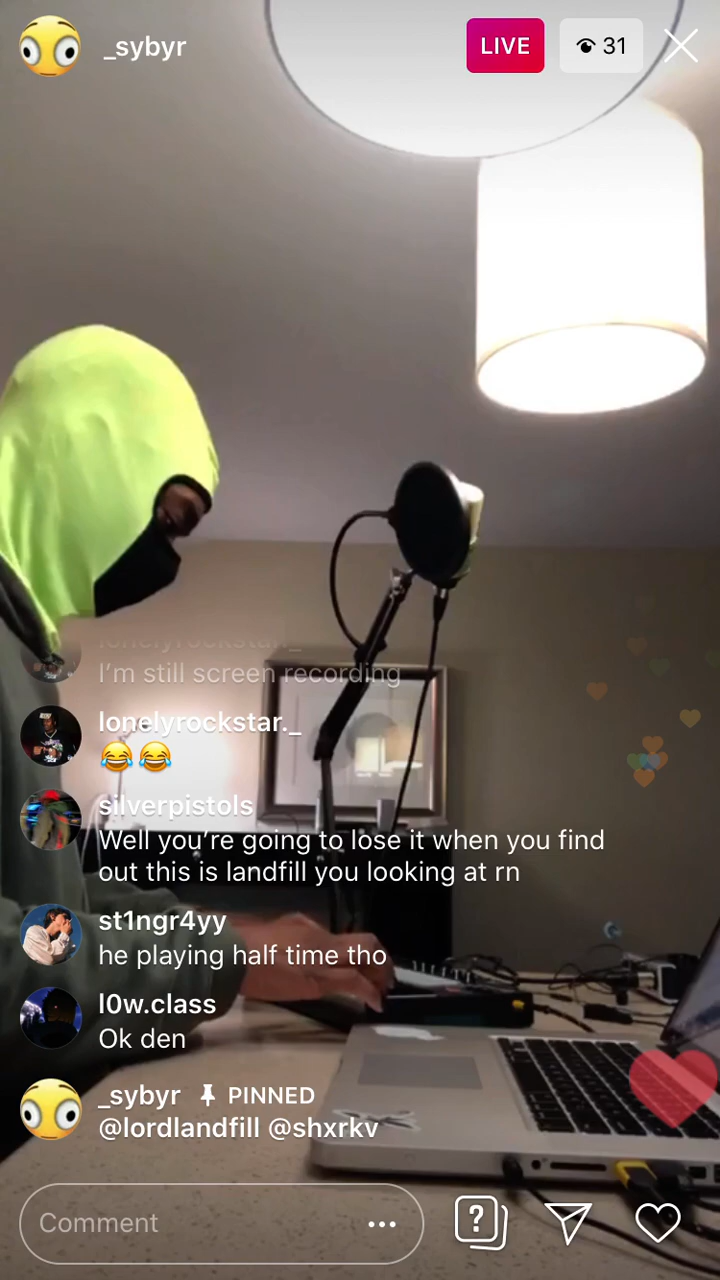 _sybyr
LIVE
31
lonelyrockstar._
I'm still screen recording
lonelyrockstar._
😂😂
silverpistols
Well you're going to lose it when you find
out this is landfill you looking at rn
st1ngr4yy
he playing half time tho
l0w.class
Ok den
_sybyr PINNED
@lordlandfill @shxrkv
Comment